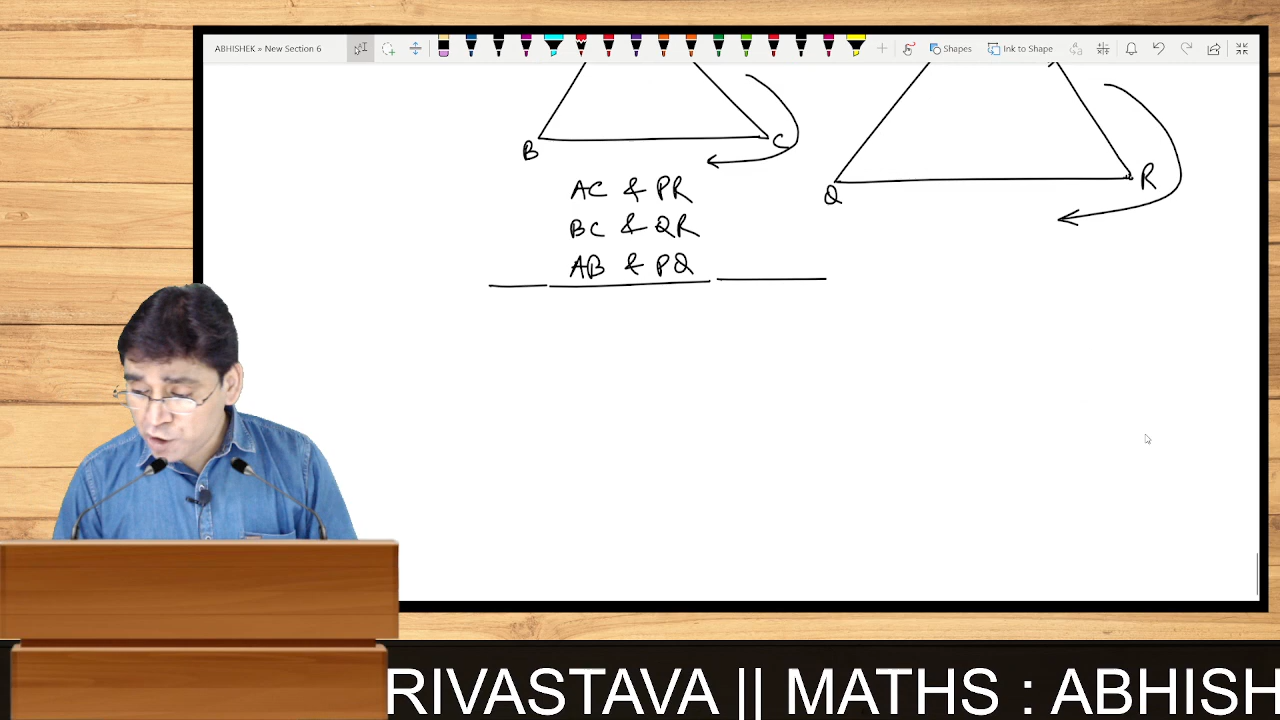 ABHISHEK » New Section 6
Shapes
Ink to Shape
B
C
Q
R
AC & PR
BC & QR
AB & PQ
RIVASTAVA || MATHS : ABHISH